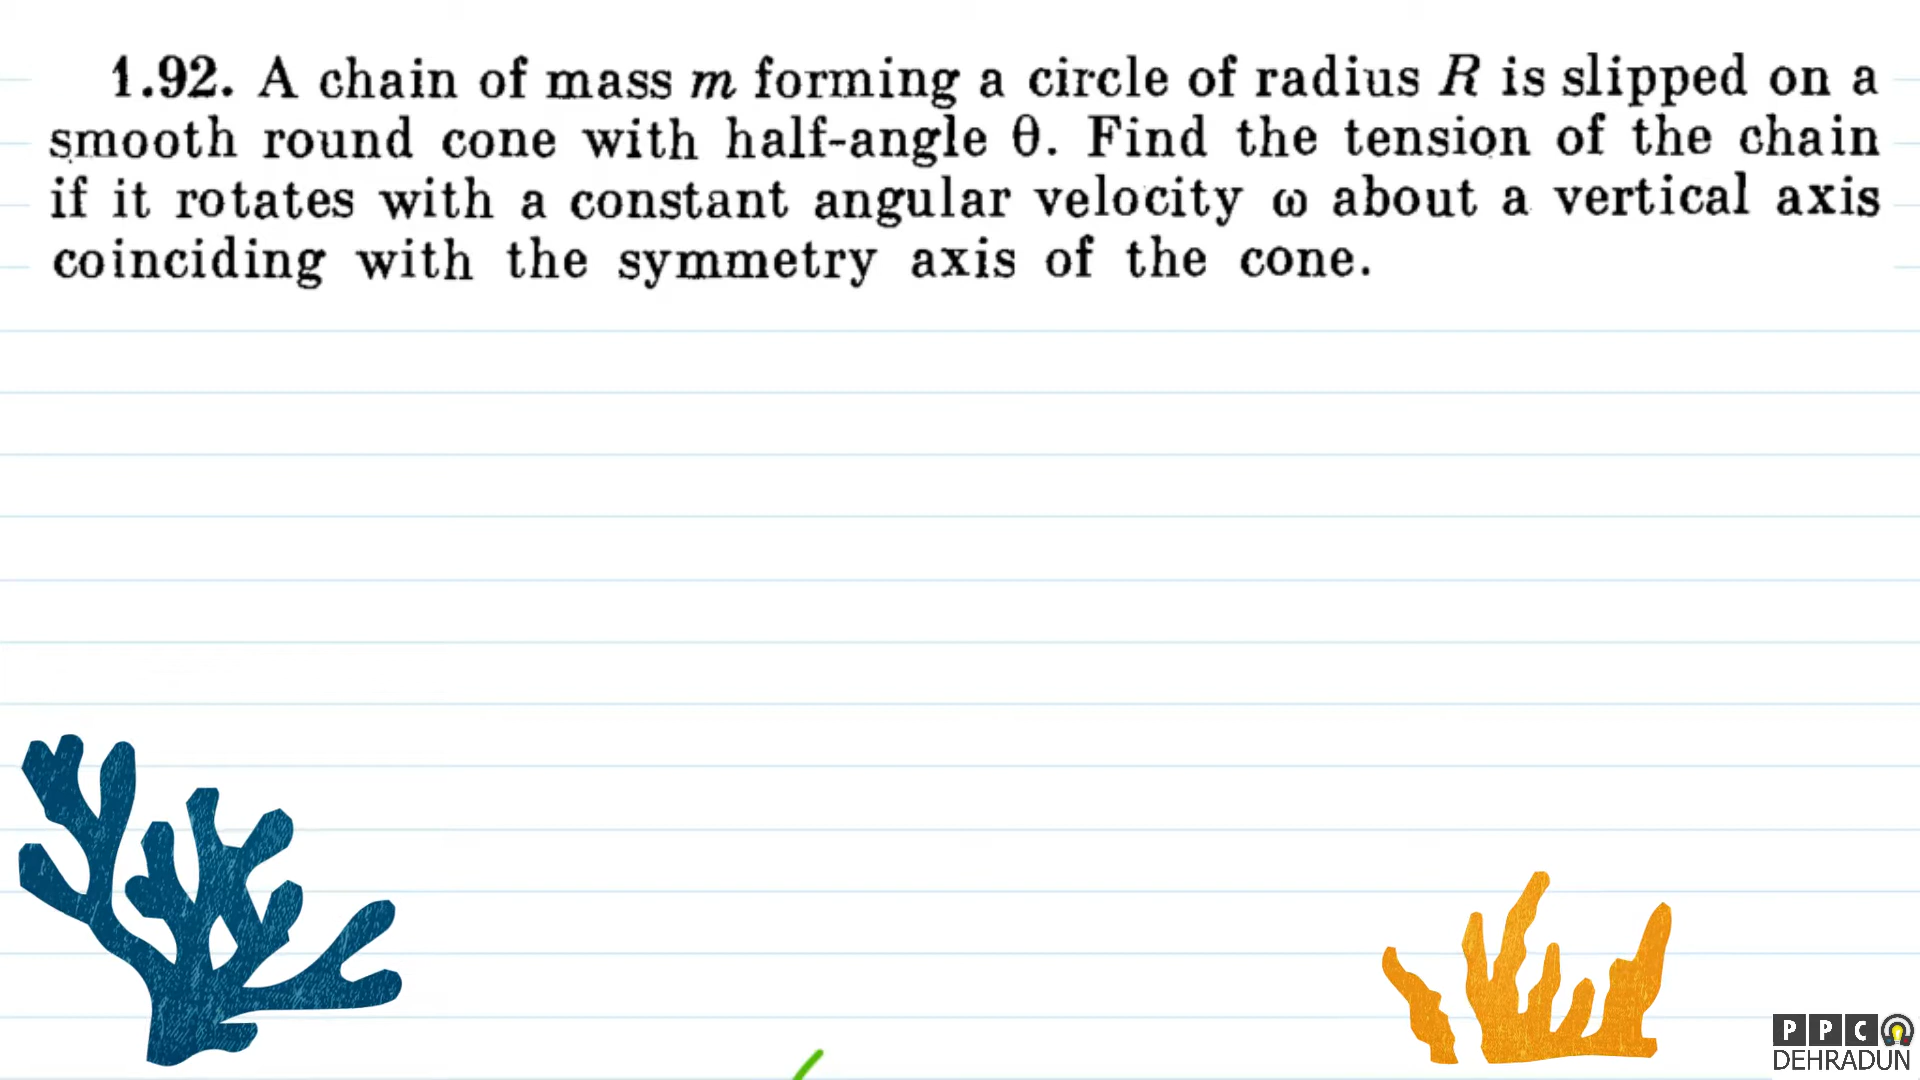 1.92. A chain of mass m forming a circle of radius R is slipped on a
smooth round cone with half-angle θ. Find the tension of the chain
if it rotates with a constant angular velocity ω about a vertical axis
coinciding with the symmetry axis of the cone.
PPC
DEHRADUN